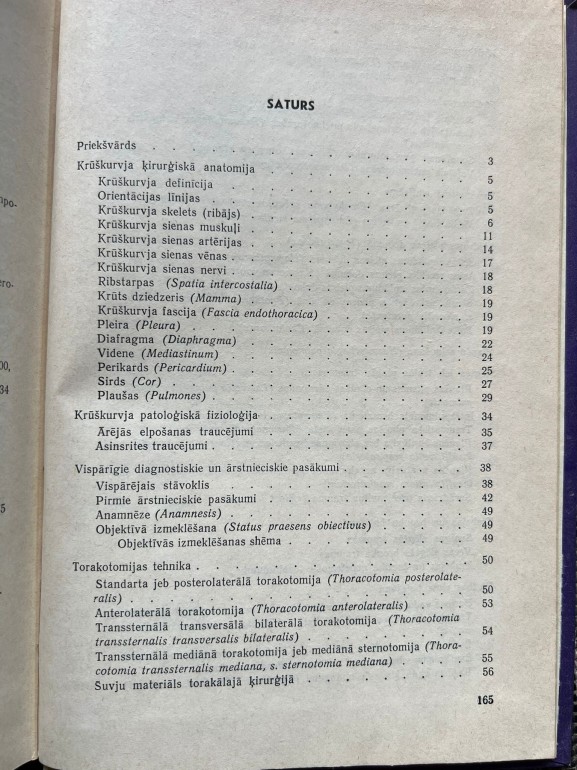 SATURS
Priekšvārds . . . . . . . . . . . . 3
Krūškurvja ķirurģiskā anatomija . . . . . . . . 5
Krūškurvja definīcija . . . . . . . . . 5
Orientācijas līnijas . . . . . . . . . 5
Krūškurvja skelets (ribājs) . . . . . . . . 6
Krūškurvja sienas muskuļi . . . . . . . . 11
Krūškurvja sienas artērijas . . . . . . . . 14
Krūškurvja sienas vēnas . . . . . . . . 17
Krūškurvja sienas nervi . . . . . . . . 18
Ribstarpas (Spatia intercostalia) . . . . . . . 18
Krūts dziedzeris (Mamma) . . . . . . . . 19
Krūškurvja fascija (Fascia endothoracica) . . . . . 19
Pleira (Pleura) . . . . . . . . . . 19
Diafragma (Diaphragma) . . . . . . . . 22
Videne (Mediastinum) . . . . . . . . 24
Perikards (Pericardium) . . . . . . . . 25
Sirds (Cor) . . . . . . . . . . 27
Plaušas (Pulmones) . . . . . . . . . 29
Krūškurvja patoloģiskā fizioloģija . . . . . . . 34
Ārējās elpošanas traucējumi . . . . . . . 35
Asinsrites traucējumi . . . . . . . . . 37
Vispārīgie diagnostiskie un ārstnieciskie pasākumi . . . . . 38
Vispārējais stāvoklis . . . . . . . . . 38
Pirmie ārstnieciskie pasākumi . . . . . . . 42
Anamnēze (Anamnesis) . . . . . . . . 49
Objektīvā izmeklēšana (Status praesens obiectivus) . . . . 49
Objektīvās izmeklēšanas shēma . . . . . . . 49
Torakotomijas tehnika . . . . . . . . . . 50
Standarta jeb posterolaterālā torakotomija (Thoracotomia posterolate-
ralis) . . . . . . . . . . . . 50
Anterolaterālā torakotomija (Thoracotomia anterolateralis) . . 53
Transsternālā transversālā bilaterālā torakotomija (Thoracotomia
transsternalis transversalis bilateralis) . . . . . . 54
Transsternālā mediānā torakotomija jeb mediānā sternotomija (Thora-
cotomia transsternalis mediana, s. sternotomia mediana) . . . . 55
Šuvju materiāls torakālajā ķirurģijā . . . . . . 56
165